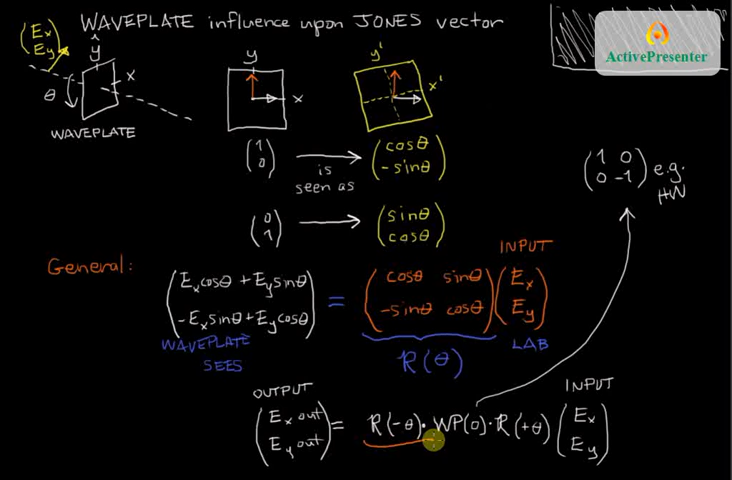 WAVEPLATE influence upon JONES vector
ActivePresenter
(Ex
Ey)
ŷ
x
θ
WAVEPLATE
y
x
y'
x'
(1
0)
is
seen as
(cosθ
-sinθ)
(0
1)
(sinθ
cosθ)
(1 0
0 -1) e.g.
HW
General:
INPUT
(Ex cosθ + Ey sinθ
-Ex sinθ + Ey cosθ)
=
(cosθ sinθ
-sinθ cosθ)
(Ex
Ey)
WAVEPLATE
SEES
R(θ)
LAB
OUTPUT
INPUT
(Ex out
Ey out)
= R(-θ) · WP(0) · R(+θ)
(Ex
Ey)